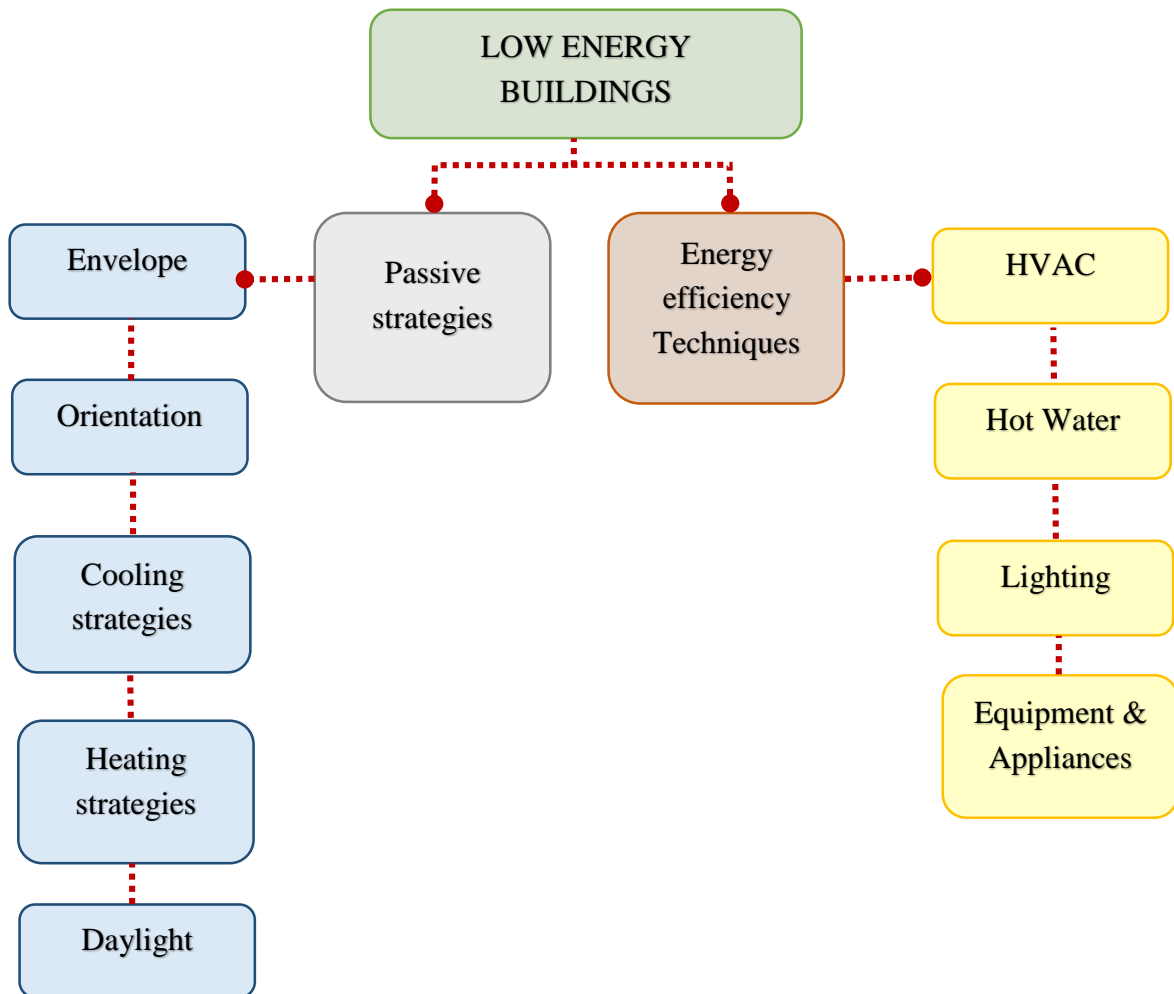 LOW ENERGY
BUILDINGS
Passive
strategies
Energy
efficiency
Techniques
Envelope
Orientation
Cooling
strategies
Heating
strategies
Daylight
HVAC
Hot Water
Lighting
Equipment &
Appliances